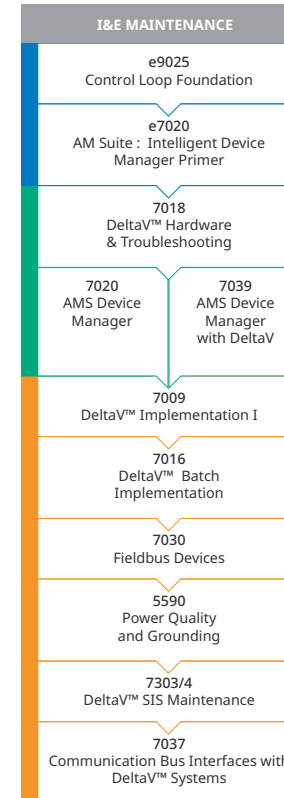 I&E MAINTENANCE
e9025
Control Loop Foundation
e7020
AM Suite : Intelligent Device
Manager Primer
7018
DeltaV™ Hardware
& Troubleshooting
7020
AMS Device
Manager
7039
AMS Device
Manager
with DeltaV
7009
DeltaV™ Implementation I
7016
DeltaV™ Batch
Implementation
7030
Fieldbus Devices
5590
Power Quality
and Grounding
7303/4
DeltaV™ SIS Maintenance
7037
Communication Bus Interfaces with
DeltaV™ Systems